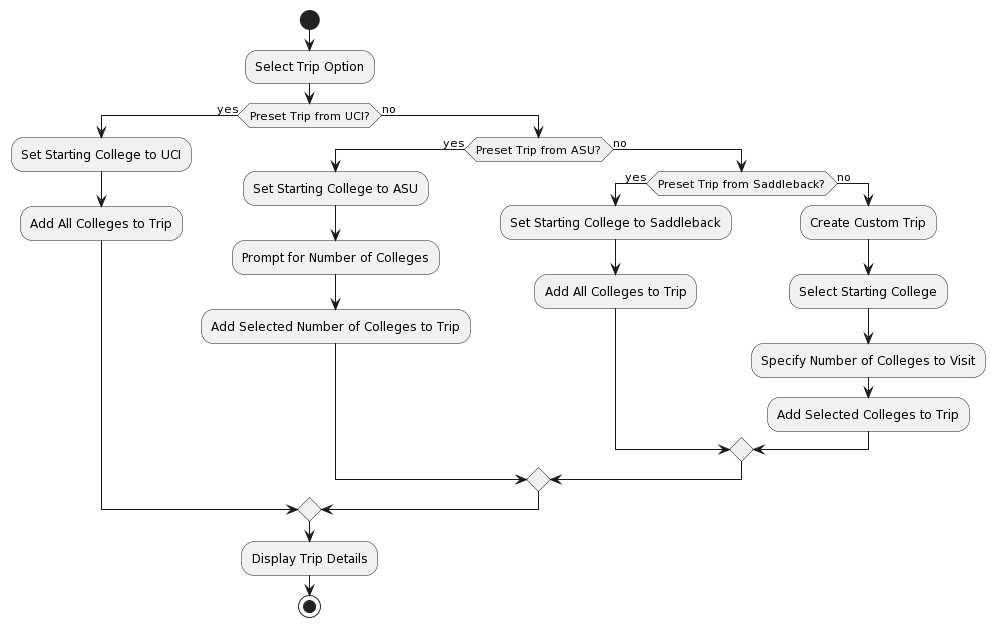 Select Trip Option
yes
Preset Trip from UCI?
no
Set Starting College to UCI
Add All Colleges to Trip
yes
Preset Trip from ASU?
no
Set Starting College to ASU
Prompt for Number of Colleges
Add Selected Number of Colleges to Trip
yes
Preset Trip from Saddleback?
no
Set Starting College to Saddleback
Add All Colleges to Trip
Create Custom Trip
Select Starting College
Specify Number of Colleges to Visit
Add Selected Colleges to Trip
Display Trip Details